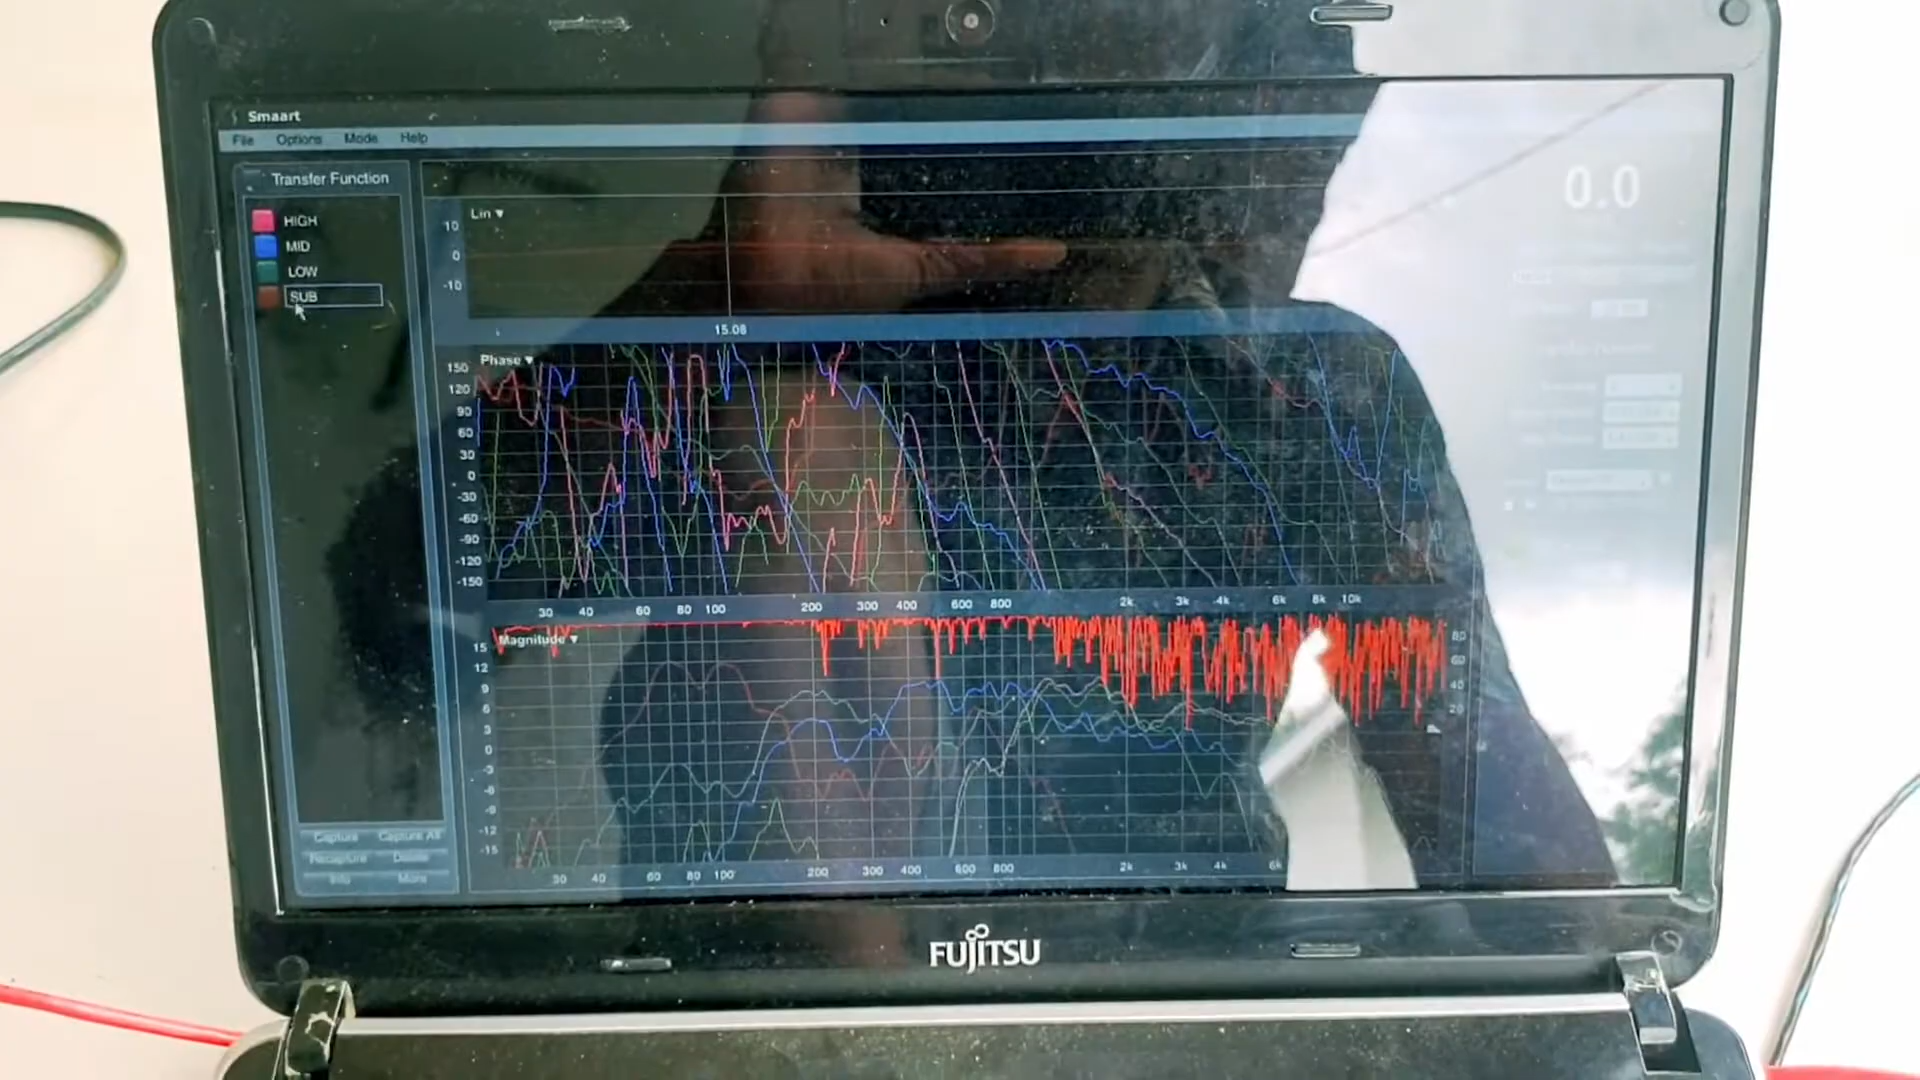 Smaart
File Options Mode Help
Transfer Function
HIGH
MID
LOW
SUB
Lin
10
0
-10
15.08
0.0
Phase
150
120
90
60
30
0
-30
-60
-90
-120
-150
30 40 60 80 100 200 300 400 600 800 2k 3k 4k 6k 8k 10k
Magnitude
15
12
9
6
3
0
-3
-6
-9
-12
-15
80
60
40
20
30 40 60 80 100 200 300 400 600 800 2k 3k 4k 6k
Capture Capture All
Recapture Delete
Info More
FUJITSU